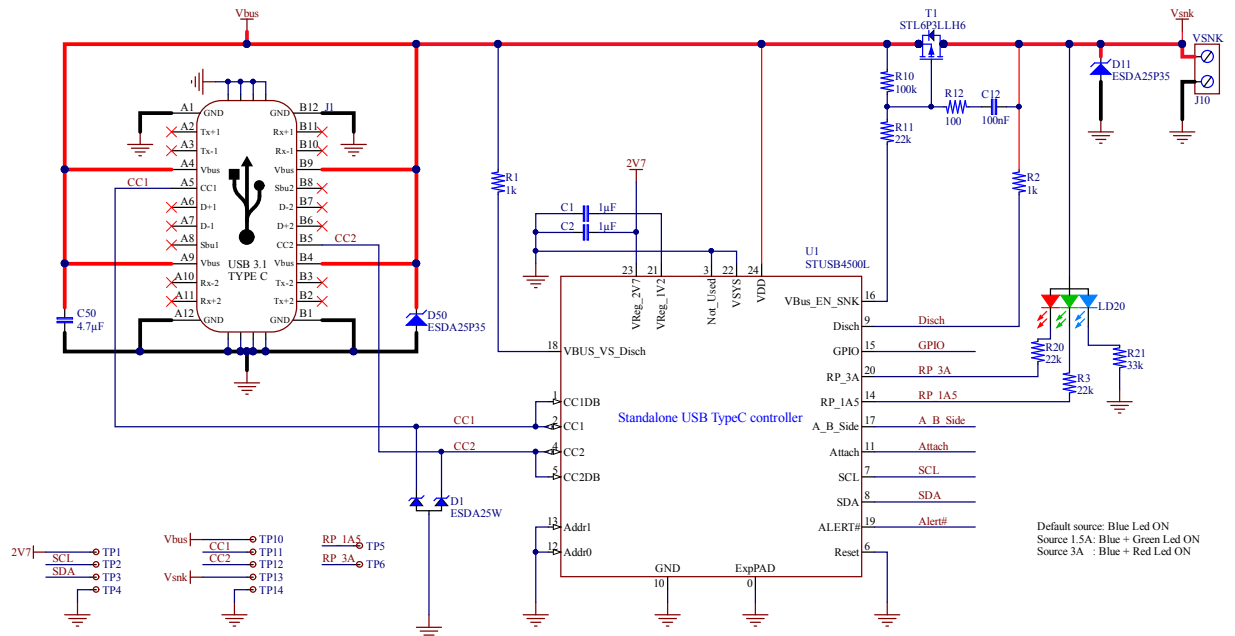 Vbus
T1
STL6P3LLH6
Vsnk
VSNK
J10
D11
ESDA25P35
R10
100k
R12
100
C12
100nF
R11
22k
R2
1k
R1
1k
2V7
C1
1µF
C2
1µF
J1
A1
GND
GND
B12
A2
Tx+1
Rx+1
B11
A3
Tx-1
Rx-1
B10
A4
Vbus
Vbus
B9
CC1
A5
CC1
Sbu2
B8
A6
D+1
D-2
B7
A7
D-1
D+2
B6
A8
Sbu1
CC2
B5
CC2
A9
Vbus
Vbus
B4
USB 3.1
TYPE C
A10
Rx-2
Tx-2
B3
A11
Rx+2
Tx+2
B2
A12
GND
GND
B1
C50
4.7µF
D50
ESDA25P35
U1
STUSB4500L
23
VReg_2V7
21
VReg_1V2
3
Not_Used
22
VSYS
24
VDD
18
VBUS_VS_Disch
1
CC1DB
CC1
2
CC1
CC2
4
CC2
5
CC2DB
13
Addr1
12
Addr0
Standalone USB TypeC controller
VBus_EN_SNK
16
Disch
9
Disch
GPIO
15
GPIO
RP_3A
20
RP_3A
RP_1A5
14
RP_1A5
A_B_Side
17
A_B_Side
Attach
11
Attach
SCL
7
SCL
SDA
8
SDA
ALERT#
19
Alert#
Reset
6
GND
10
ExpPAD
0
LD20
R20
22k
R3
22k
R21
33k
D1
ESDA25W
2V7
TP1
SCL
TP2
SDA
TP3
TP4
Vbus
TP10
CC1
TP11
CC2
TP12
Vsnk
TP13
TP14
RP_1A5
TP5
RP_3A
TP6
Default source: Blue Led ON
Source 1.5A: Blue + Green Led ON
Source 3A : Blue + Red Led ON